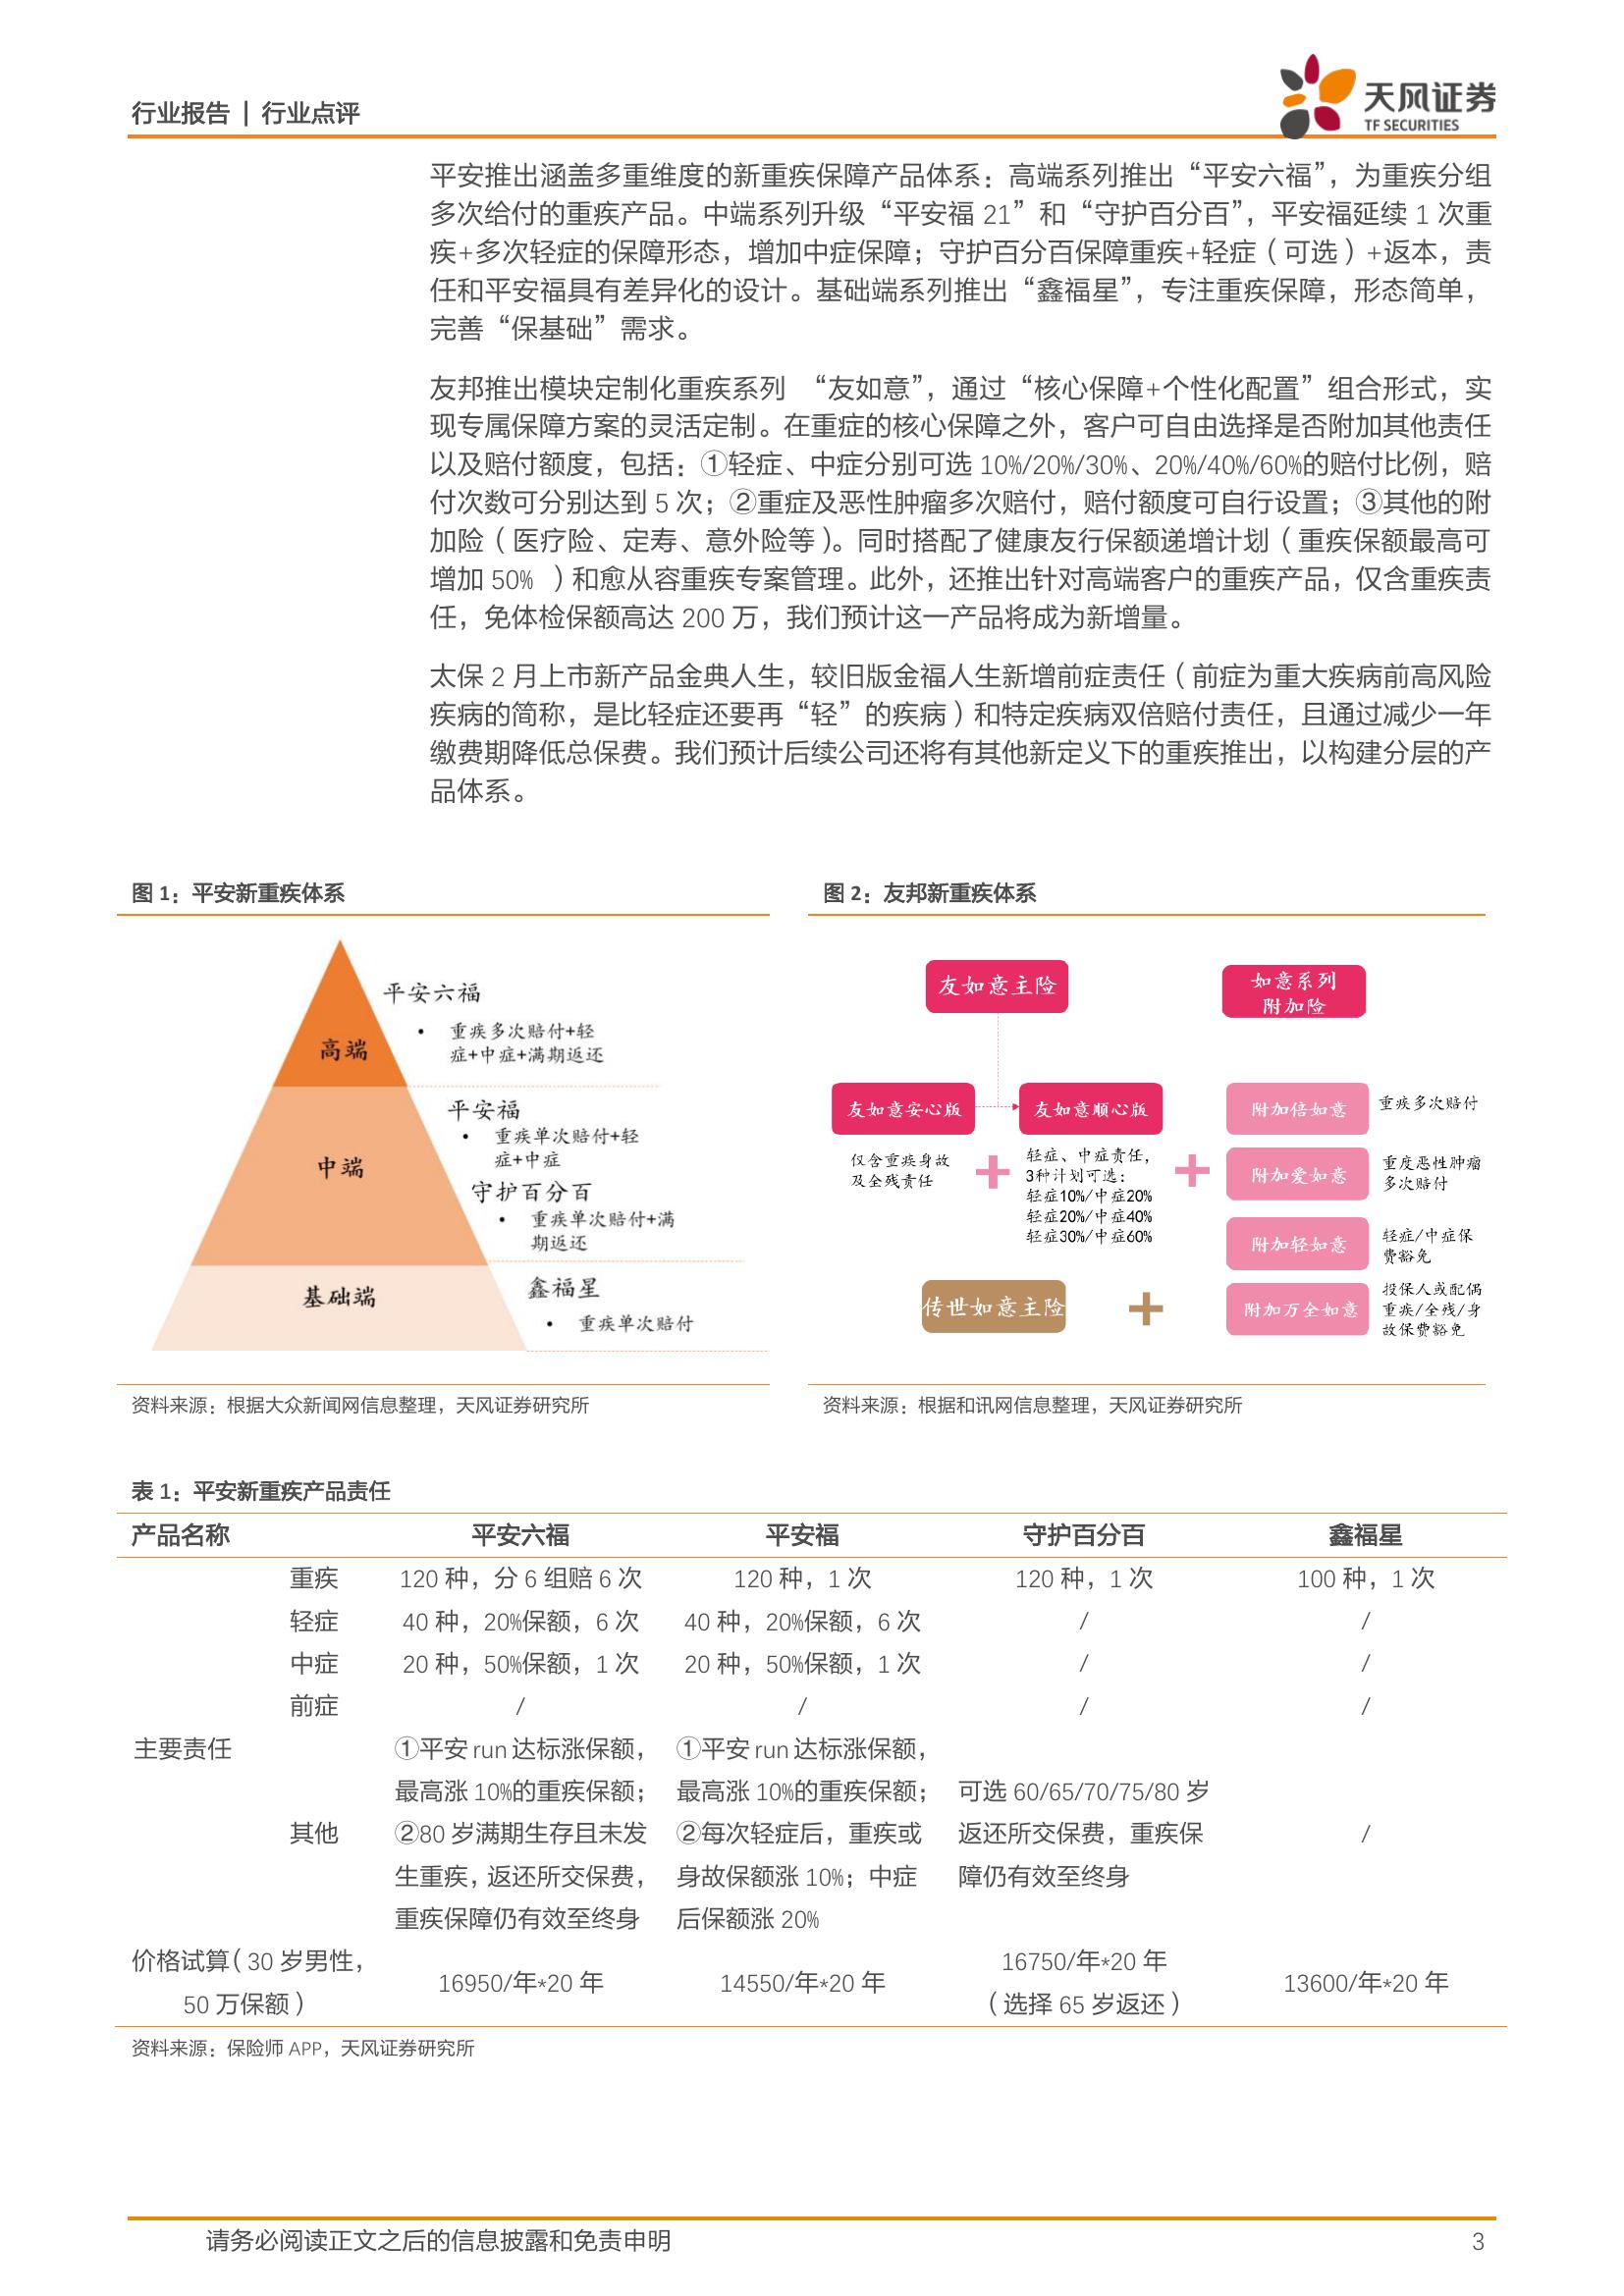 行业报告 | 行业点评
天风证券
TF SECURITIES
平安推出涵盖多重维度的新重疾保障产品体系：高端系列推出“平安六福”，为重疾分组
多次给付的重疾产品。中端系列升级“平安福 21”和“守护百分百”，平安福延续 1 次重
疾+多次轻症的保障形态，增加中症保障；守护百分百保障重疾+轻症（可选）+返本，责
任和平安福具有差异化的设计。基础端系列推出“鑫福星”，专注重疾保障，形态简单，
完善“保基础”需求。
友邦推出模块定制化重疾系列 “友如意”，通过“核心保障+个性化配置”组合形式，实
现专属保障方案的灵活定制。在重症的核心保障之外，客户可自由选择是否附加其他责任
以及赔付额度，包括：①轻症、中症分别可选 10%/20%/30%、20%/40%/60%的赔付比例，赔
付次数可分别达到 5 次；②重症及恶性肿瘤多次赔付，赔付额度可自行设置；③其他的附
加险（医疗险、定寿、意外险等）。同时搭配了健康友行保额递增计划（重疾保额最高可
增加 50% ）和愈从容重疾专案管理。此外，还推出针对高端客户的重疾产品，仅含重疾责
任，免体检保额高达 200 万，我们预计这一产品将成为新增量。
太保 2 月上市新产品金典人生，较旧版金福人生新增前症责任（前症为重大疾病前高风险
疾病的简称，是比轻症还要再“轻”的疾病）和特定疾病双倍赔付责任，且通过减少一年
缴费期降低总保费。我们预计后续公司还将有其他新定义下的重疾推出，以构建分层的产
品体系。
图 1：平安新重疾体系
高端
平安六福
• 重疾多次赔付+轻
症+中症+满期返还
中端
平安福
• 重疾单次赔付+轻
症+中症
守护百分百
• 重疾单次赔付+满
期返还
基础端
鑫福星
• 重疾单次赔付
资料来源：根据大众新闻网信息整理，天风证券研究所
图 2：友邦新重疾体系
友如意主险
如意系列
附加险
友如意安心版
友如意顺心版
仅含重疾身故
及全残责任
轻症、中症责任，
3种计划可选：
轻症10%/中症20%
轻症20%/中症40%
轻症30%/中症60%
附加倍如意
重疾多次赔付
附加爱如意
重度恶性肿瘤
多次赔付
附加轻如意
轻症/中症保
费豁免
传世如意主险
附加万全如意
投保人或配偶
重疾/全残/身
故保费豁免
资料来源：根据和讯网信息整理，天风证券研究所
表 1：平安新重疾产品责任
产品名称 平安六福 平安福 守护百分百 鑫福星
重疾 120 种，分 6 组赔 6 次 120 种，1 次 120 种，1 次 100 种，1 次
轻症 40 种，20%保额，6 次 40 种，20%保额，6 次 / /
中症 20 种，50%保额，1 次 20 种，50%保额，1 次 / /
前症 / / / /
主要责任 ①平安 run 达标涨保额， ①平安 run 达标涨保额，
最高涨 10%的重疾保额； 最高涨 10%的重疾保额； 可选 60/65/70/75/80 岁
其他 ②80 岁满期生存且未发 ②每次轻症后，重疾或 返还所交保费，重疾保 /
生重疾，返还所交保费， 身故保额涨 10%；中症 障仍有效至终身
重疾保障仍有效至终身 后保额涨 20%
价格试算（30 岁男性， 16750/年*20 年
16950/年*20 年 14550/年*20 年 13600/年*20 年
50 万保额） （选择 65 岁返还）
资料来源：保险师 APP，天风证券研究所
请务必阅读正文之后的信息披露和免责申明 3